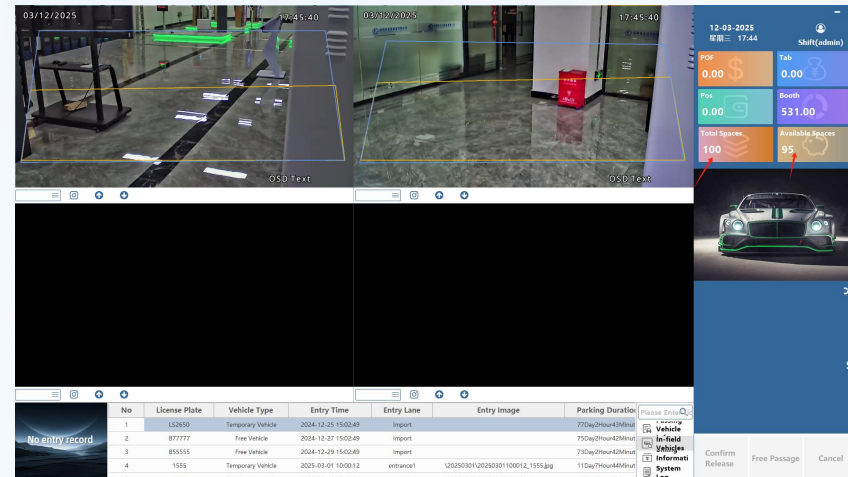 03/12/2025
17:45:40
OSD Text
03/12/2025
17:45:40
OSD Text
12-03-2025
星期三 17:44
Shift(admin)
POF
0.00
Tab
0.00
Pos
0.00
Booth
531.00
Total Spaces
100
Available Spaces
95
No entry record
No License Plate Vehicle Type Entry Time Entry Lane Entry Image Parking Duration
1 LS2650 Temporary Vehicle 2024-12-25 15:02:49 Import 77Day2Hour43Minut
2 B77777 Free Vehicle 2024-12-27 15:02:49 Import 75Day2Hour42Minut
3 B55555 Free Vehicle 2024-12-29 15:02:49 Import 73Day2Hour42Minut
4 1555 Temporary Vehicle 2025-03-01 10:00:12 entrance1 \20250301\20250301100012_1555.jpg 11Day7Hour44Minut
Please Ente
Vehicle
In-field
Vehicles
Informati
System
Confirm
Release
Free Passage
Cancel